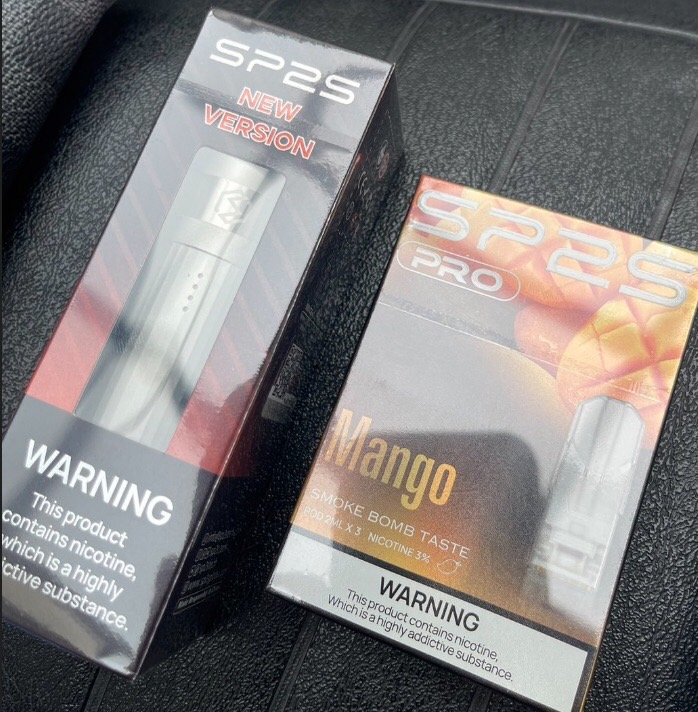 SP2S
NEW
VERSION
WARNING
This product
contains nicotine,
which is a highly
substance.
SP2S
PRO
Mango
SMOKE BOMB TASTE
POD 2ML X 3 NICOTINE 3%
WARNING
This product contains nicotine,
Which is a highly addictive substance.